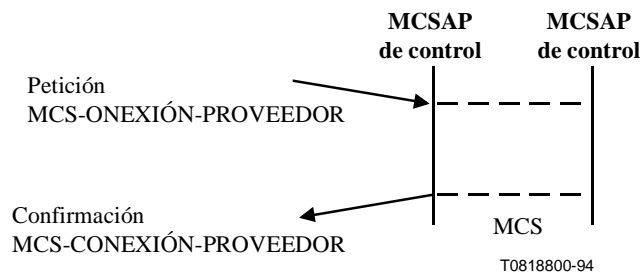 MCSAP
de control
MCSAP
de control
Petición
MCS-ONEXIÓN-PROVEEDOR
Confirmación
MCS-CONEXIÓN-PROVEEDOR
MCS
T0818800-94